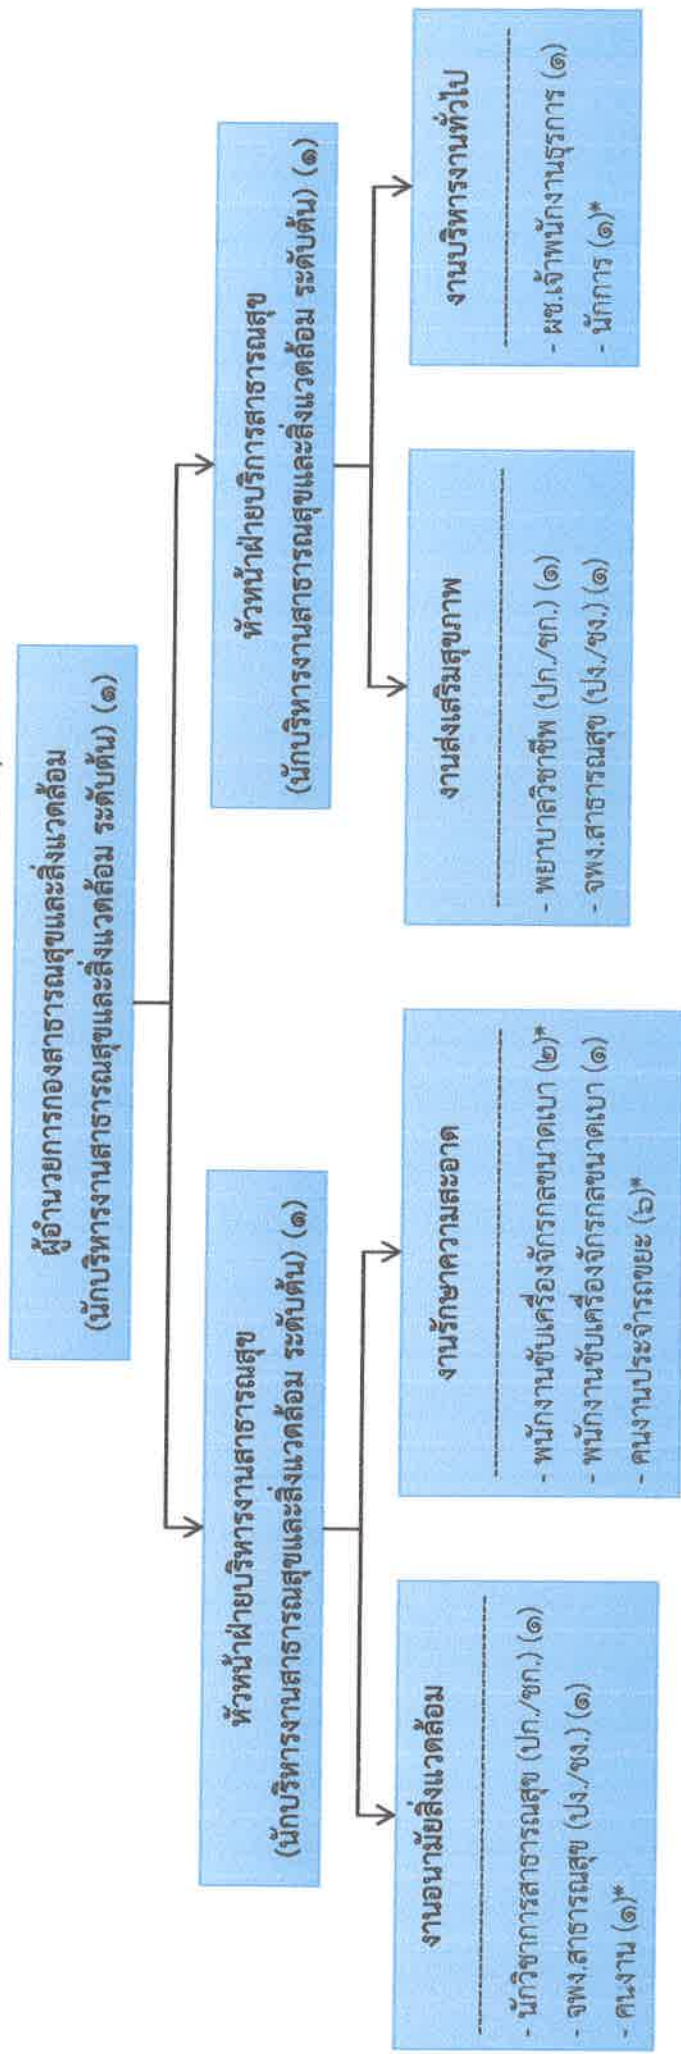 ผู้อำนวยการกองสาธารณสุขและสิ่งแวดล้อม
(นักบริหารงานสาธารณสุขและสิ่งแวดล้อม ระดับต้น) (๑)
หัวหน้าฝ่ายบริหารงานสาธารณสุข
(นักบริหารงานสาธารณสุขและสิ่งแวดล้อม ระดับต้น) (๑)
หัวหน้าฝ่ายบริการสาธารณสุข
(นักบริหารงานสาธารณสุขและสิ่งแวดล้อม ระดับต้น) (๑)
งานอนามัยสิ่งแวดล้อม
- นักวิชาการสาธารณสุข (ปก./ชก.) (๑)
- จพง.สาธารณสุข (ปง./ชง.) (๑)
- คนงาน (๑)*
งานรักษาความสะอาด
- พนักงานขับเครื่องจักรกลขนาดเบา (๒)*
- พนักงานขับเครื่องจักรกลขนาดเบา (๑)
- คนงานประจำรถขยะ (๖)*
งานส่งเสริมสุขภาพ
- พยาบาลวิชาชีพ (ปก./ชก.) (๑)
- จพง.สาธารณสุข (ปง./ชง.) (๑)
งานบริหารงานทั่วไป
- ผช.เจ้าพนักงานธุรการ (๑)
- นักการ (๑)*